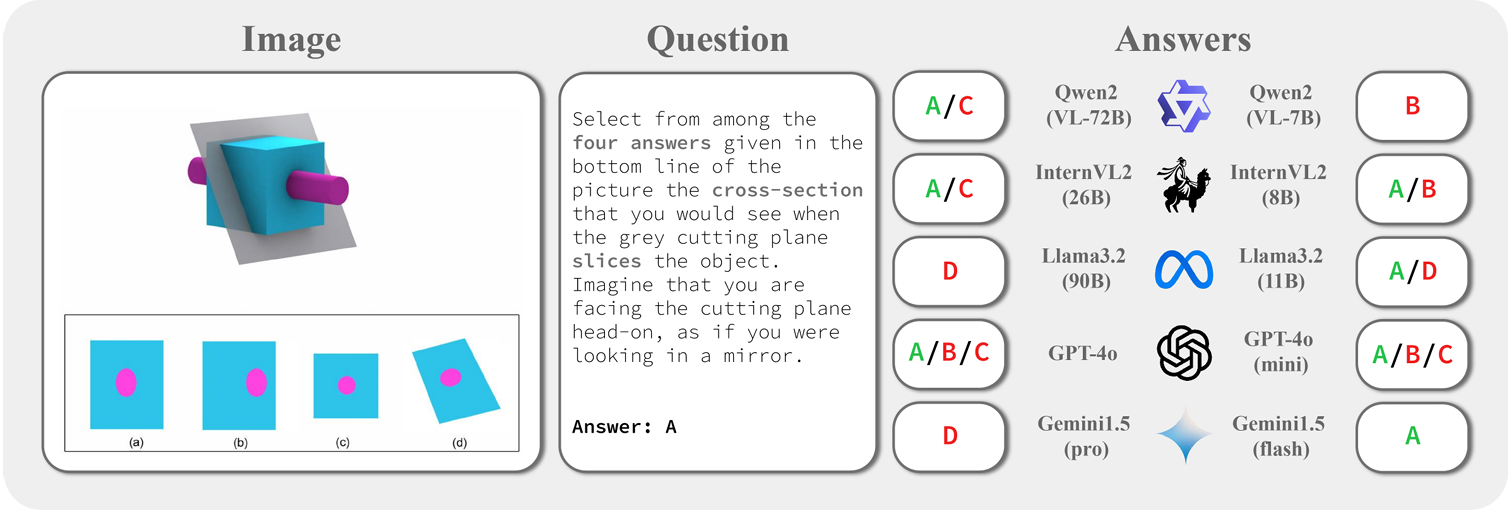 Image
Question
Answers
Select from among the
four answers given in the
bottom line of the
picture the cross-section
that you would see when
the grey cutting plane
slices the object.
Imagine that you are
facing the cutting plane
head-on, as if you were
looking in a mirror.
Answer: A
(a)
(b)
(c)
(d)
A/C
Qwen2
(VL-72B)
Qwen2
(VL-7B)
B
A/C
InternVL2
(26B)
InternVL2
(8B)
A/B
D
Llama3.2
(90B)
Llama3.2
(11B)
A/D
A/B/C
GPT-4o
GPT-4o
(mini)
A/B/C
D
Gemini1.5
(pro)
Gemini1.5
(flash)
A